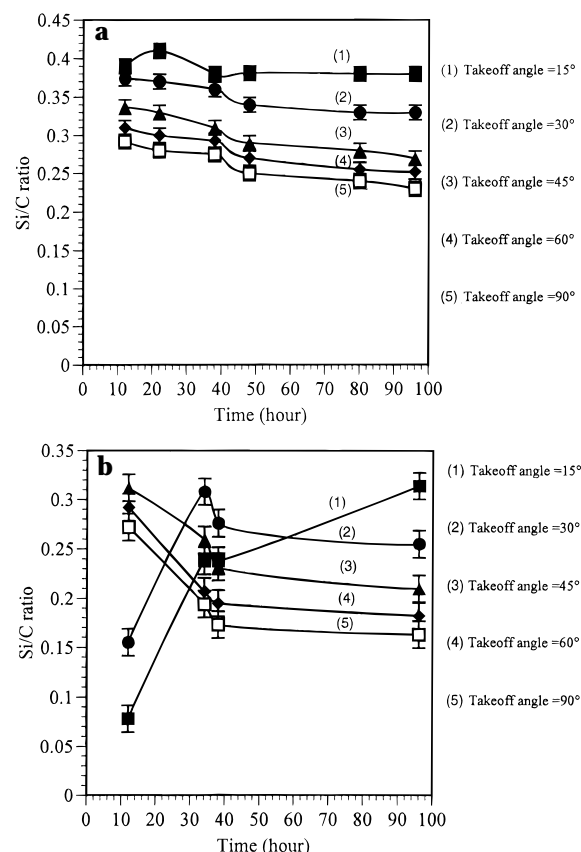 a
0.45
0.4
0.35
0.3
0.25
0.2
0.15
0.1
0.05
0
Si/C ratio
(1)
(2)
(3)
(4)
(5)
0 10 20 30 40 50 60 70 80 90 100
Time (hour)
(1) Takeoff angle =15°
(2) Takeoff angle =30°
(3) Takeoff angle =45°
(4) Takeoff angle =60°
(5) Takeoff angle =90°
b
0.35
0.3
0.25
0.2
0.15
0.1
0.05
0
Si/C ratio
(1)
(2)
(3)
(4)
(5)
0 10 20 30 40 50 60 70 80 90 100
Time (hour)
(1) Takeoff angle =15°
(2) Takeoff angle =30°
(3) Takeoff angle =45°
(4) Takeoff angle =60°
(5) Takeoff angle =90°